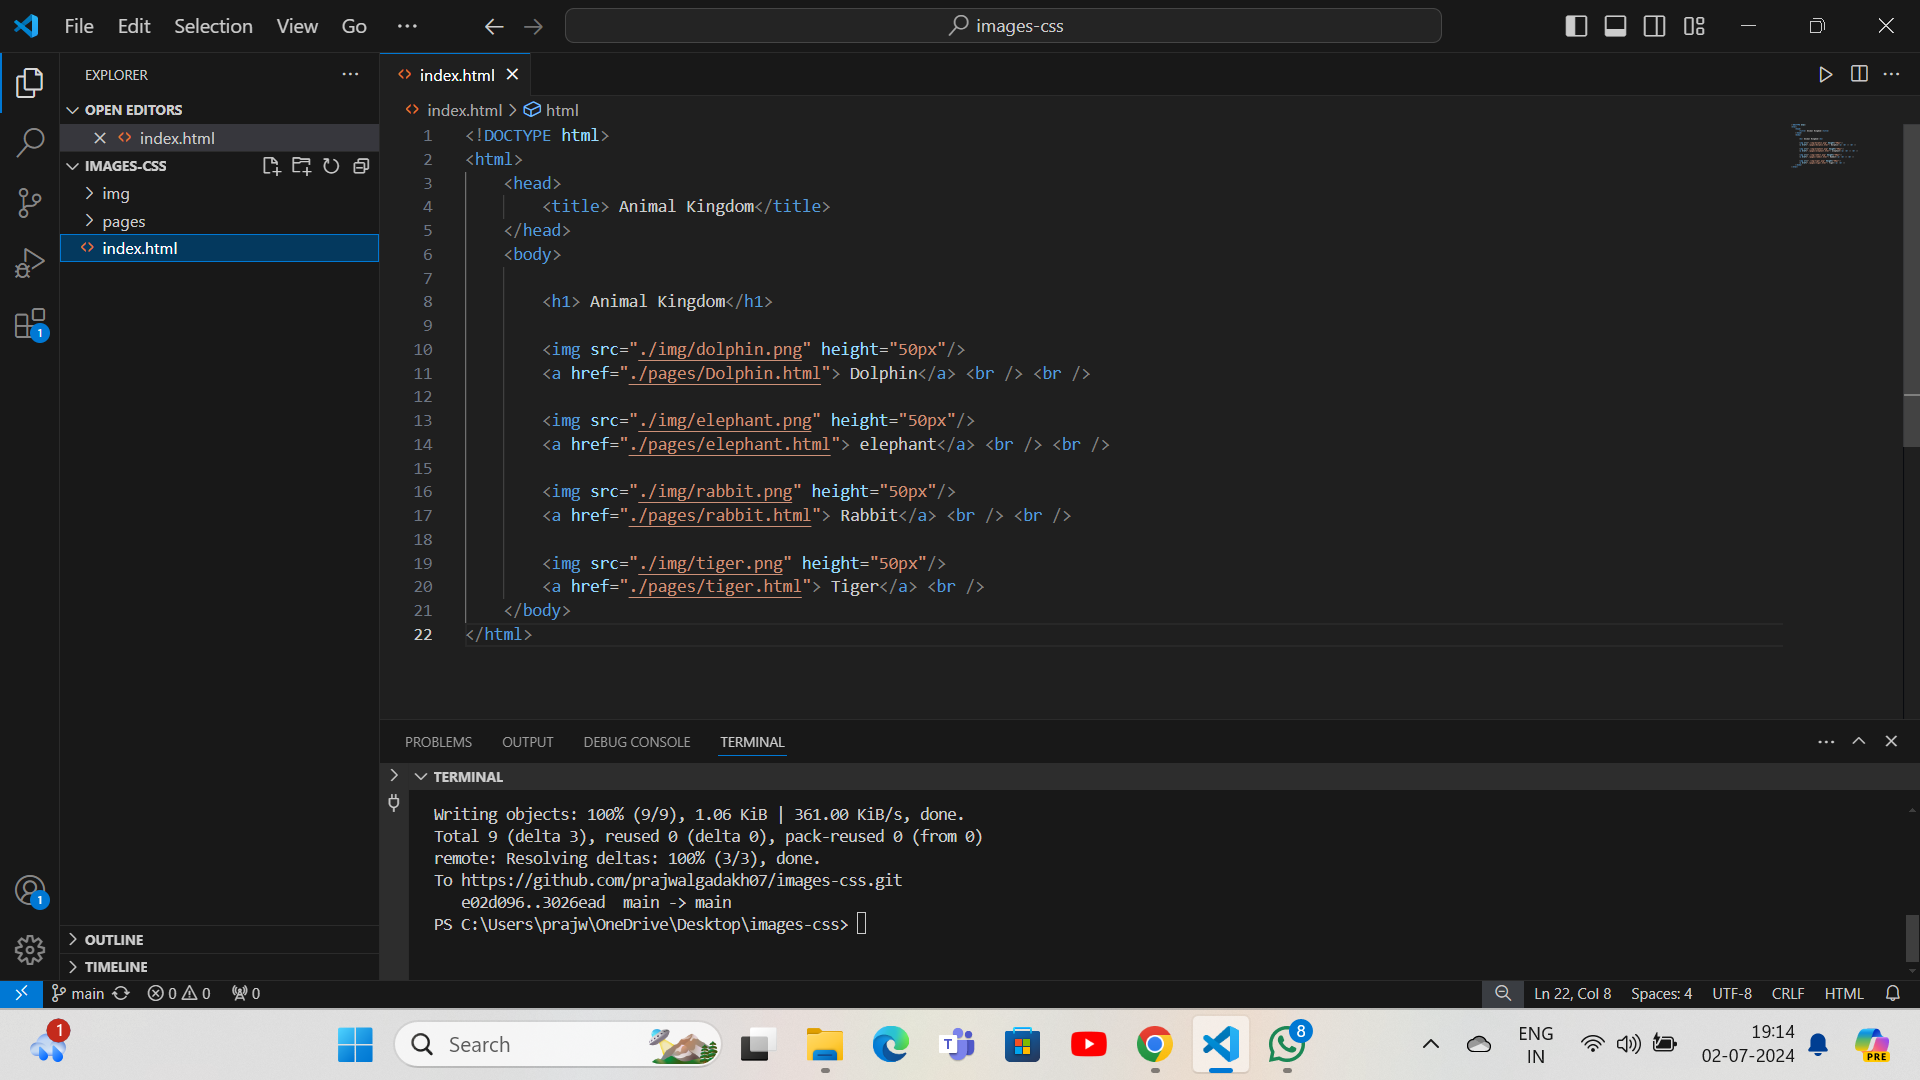 File Edit Selection View Go ··· images-css
EXPLORER ···
OPEN EDITORS
index.html
IMAGES-CSS
img
pages
index.html
OUTLINE
TIMELINE
index.html
index.html > html
1 <!DOCTYPE html>
2 <html>
3 <head>
4 <title> Animal Kingdom</title>
5 </head>
6 <body>
7
8 <h1> Animal Kingdom</h1>
9
10 <img src="./img/dolphin.png" height="50px"/>
11 <a href="./pages/Dolphin.html"> Dolphin</a> <br /> <br />
12
13 <img src="./img/elephant.png" height="50px"/>
14 <a href="./pages/elephant.html"> elephant</a> <br /> <br />
15
16 <img src="./img/rabbit.png" height="50px"/>
17 <a href="./pages/rabbit.html"> Rabbit</a> <br /> <br />
18
19 <img src="./img/tiger.png" height="50px"/>
20 <a href="./pages/tiger.html"> Tiger</a> <br />
21 </body>
22 </html>
PROBLEMS OUTPUT DEBUG CONSOLE TERMINAL
TERMINAL
Writing objects: 100% (9/9), 1.06 KiB | 361.00 KiB/s, done.
Total 9 (delta 3), reused 0 (delta 0), pack-reused 0 (from 0)
remote: Resolving deltas: 100% (3/3), done.
To https://github.com/prajwalgadakh07/images-css.git
e02d096..3026ead main -> main
PS C:\Users\prajw\OneDrive\Desktop\images-css>
1
1
main 0 0 0 Ln 22, Col 8 Spaces: 4 UTF-8 CRLF HTML
1 Search T 8 ENG 19:14
IN 02-07-2024 PRE